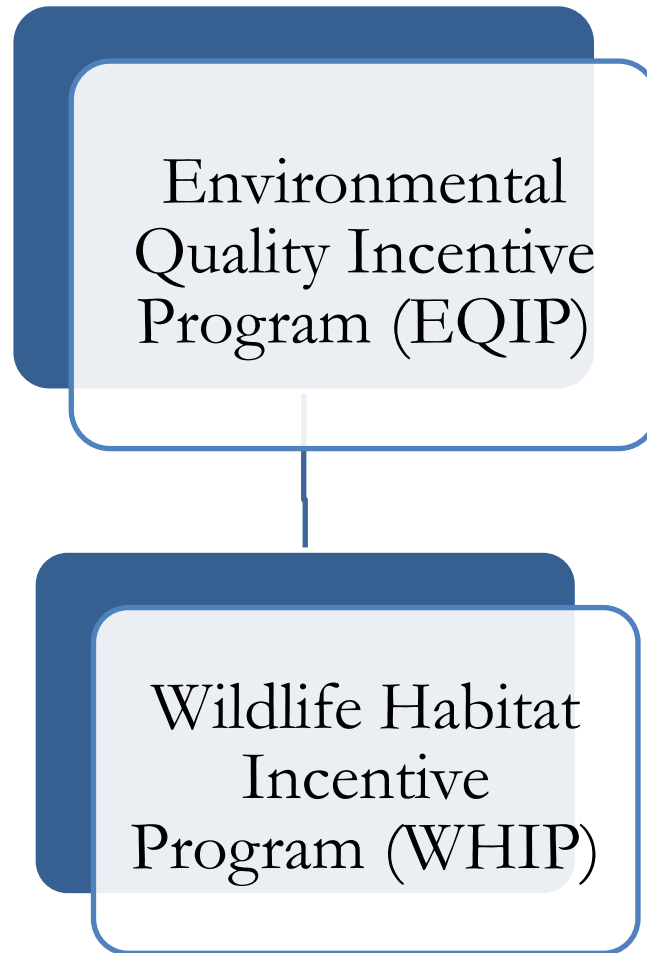 Environmental
Quality Incentive
Program (EQIP)
Wildlife Habitat
Incentive
Program (WHIP)